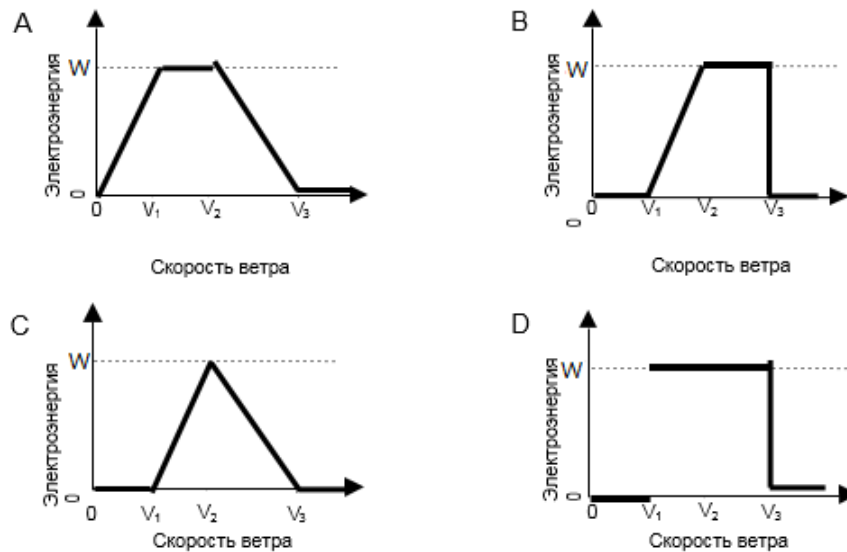 A
Электроэнергия
W
0
0 V₁ V₂ V₃
Скорость ветра
B
Электроэнергия
W
0
0 V₁ V₂ V₃
Скорость ветра
C
Электроэнергия
W
0
0 V₁ V₂ V₃
Скорость ветра
D
Электроэнергия
W
0
0 V₁ V₂ V₃
Скорость ветра